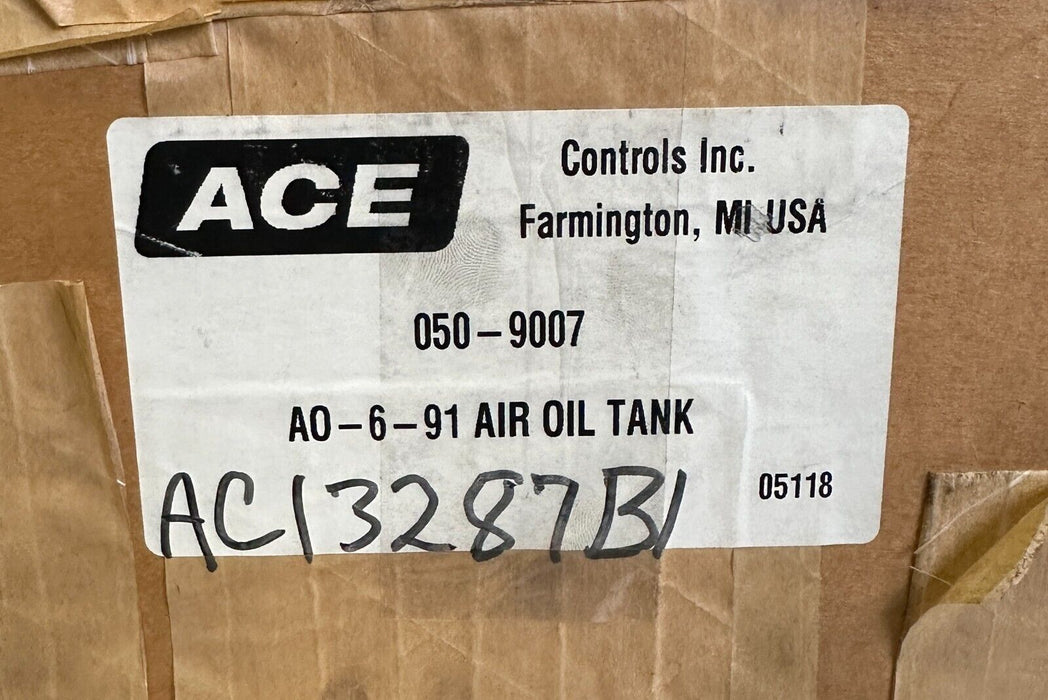 ACE
Controls Inc.
Farmington, MI USA
050-9007
AO-6-91 AIR OIL TANK
05118
AC13287B1